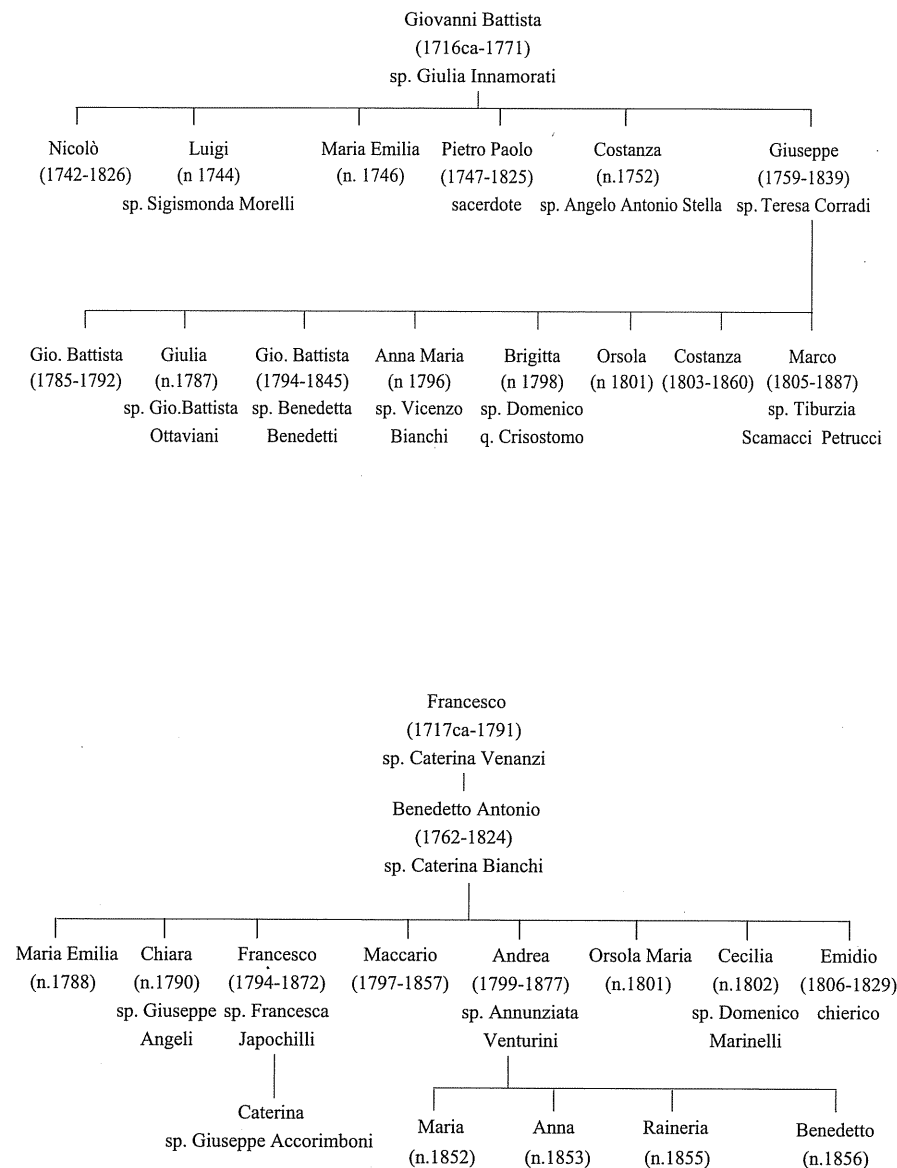 Giovanni Battista
(1716ca-1771)
sp. Giulia Innamorati
Nicolò
(1742-1826)
Luigi
(n 1744)
sp. Sigismonda Morelli
Maria Emilia
(n. 1746)
Pietro Paolo
(1747-1825)
sacerdote
Costanza
(n.1752)
sp. Angelo Antonio Stella
Giuseppe
(1759-1839)
sp. Teresa Corradi
Gio. Battista
(1785-1792)
Giulia
(n.1787)
sp. Gio.Battista
Ottaviani
Gio. Battista
(1794-1845)
sp. Benedetta
Benedetti
Anna Maria
(n 1796)
sp. Vicenzo
Bianchi
Brigitta
(n 1798)
sp. Domenico
q. Crisostomo
Orsola
(n 1801)
Costanza
(1803-1860)
Marco
(1805-1887)
sp. Tiburzia
Scamacci Petrucci
Francesco
(1717ca-1791)
sp. Caterina Venanzi
Benedetto Antonio
(1762-1824)
sp. Caterina Bianchi
Maria Emilia
(n.1788)
Chiara
(n.1790)
sp. Giuseppe
Angeli
Francesco
(1794-1872)
sp. Francesca
Japochilli
Maccario
(1797-1857)
Andrea
(1799-1877)
sp. Annunziata
Venturini
Orsola Maria
(n.1801)
Cecilia
(n.1802)
sp. Domenico
Marinelli
Emidio
(1806-1829)
chierico
Caterina
sp. Giuseppe Accorimboni
Maria
(n.1852)
Anna
(n.1853)
Raineria
(n.1855)
Benedetto
(n.1856)